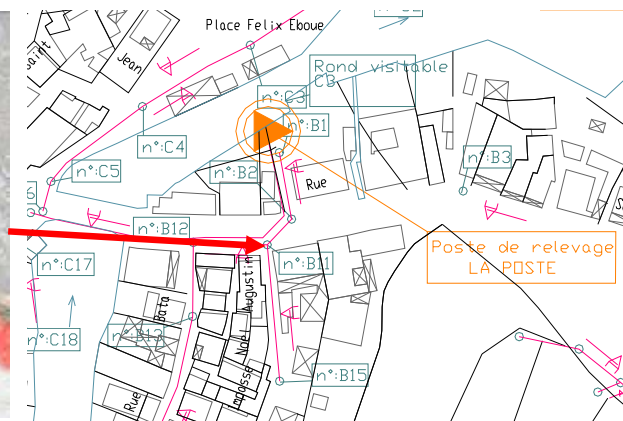 Place Felix Eboue
Jean
Rond visitable
C3
n°:C3
n°:B1
n°:C4
n°:B3
n°:C5
n°:B2
Rue
n°:B12
Poste de relevage
LA POSTE
n°:C17
n°:B11
Impasse Noel Augustin
Bata
n°:B13
n°:C18
n°:B15
Rue